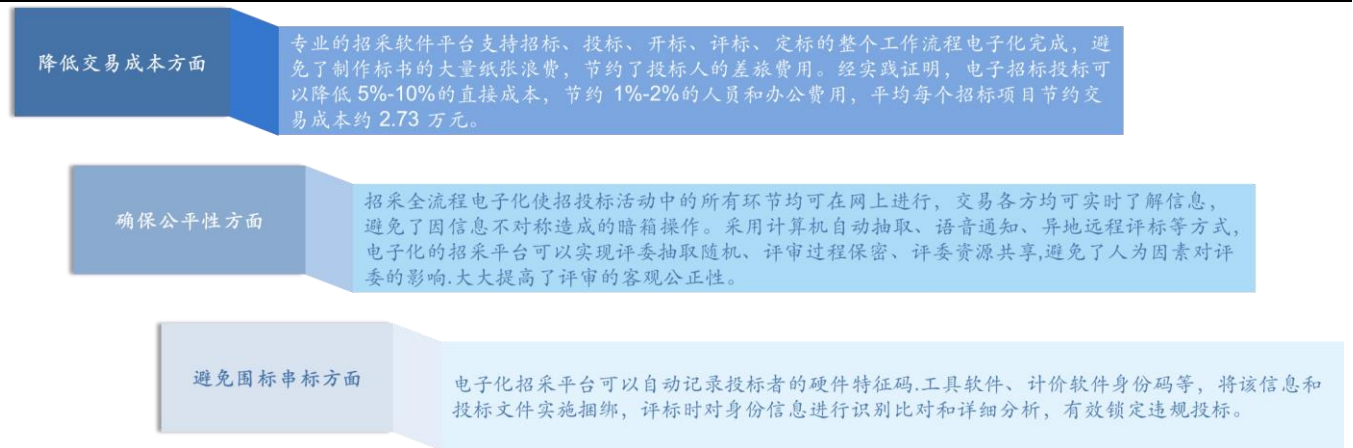 降低交易成本方面
专业的招采软件平台支持招标、投标、开标、评标、定标的整个工作流程电子化完成，避
免了制作标书的大量纸张浪费，节约了投标人的差旅费用。经实践证明，电子招标投标可
以降低 5%-10%的直接成本，节约 1%-2%的人员和办公费用，平均每个招标项目节约交
易成本约 2.73 万元。
确保公平性方面
招采全流程电子化使招投标活动中的所有环节均可在网上进行，交易各方均可实时了解信息，
避免了因信息不对称造成的暗箱操作。采用计算机自动抽取、语音通知、异地远程评标等方式，
电子化的招采平台可以实现评委抽取随机、评审过程保密、评委资源共享,避免了人为因素对评
委的影响.大大提高了评审的客观公正性。
避免围标串标方面
电子化招采平台可以自动记录投标者的硬件特征码.工具软件、计价软件身份码等，将该信息和
投标文件实施捆绑，评标时对身份信息进行识别比对和详细分析，有效锁定违规投标。